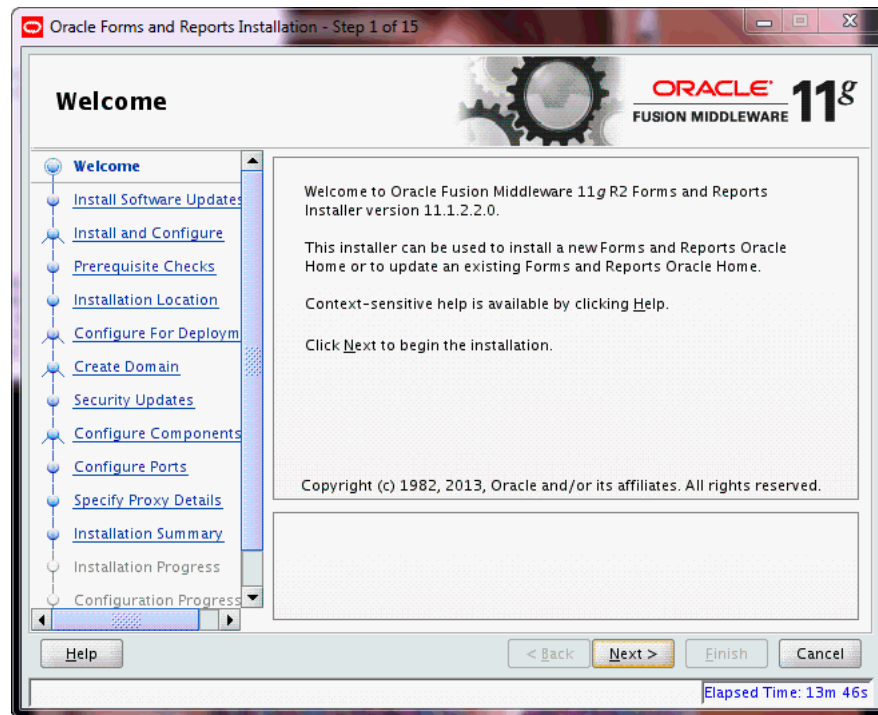 Oracle Forms and Reports Installation - Step 1 of 15
Welcome
ORACLE
FUSION MIDDLEWARE
11g
Welcome
Install Software Updates
Install and Configure
Prerequisite Checks
Installation Location
Configure For Deploym
Create Domain
Security Updates
Configure Components
Configure Ports
Specify Proxy Details
Installation Summary
Installation Progress
Configuration Progress
Welcome to Oracle Fusion Middleware 11g R2 Forms and Reports
Installer version 11.1.2.2.0.
This installer can be used to install a new Forms and Reports Oracle
Home or to update an existing Forms and Reports Oracle Home.
Context-sensitive help is available by clicking Help.
Click Next to begin the installation.
Copyright (c) 1982, 2013, Oracle and/or its affiliates. All rights reserved.
Help
< Back
Next >
Finish
Cancel
Elapsed Time: 13m 46s